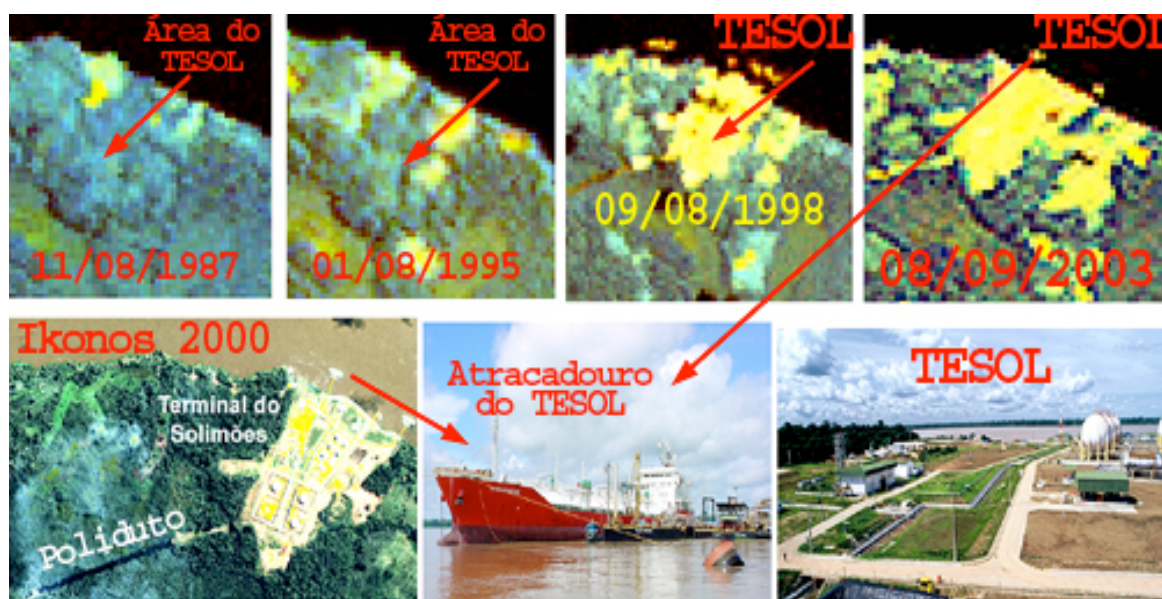 Área do
TESOL
11/08/1987
Área do
TESOL
01/08/1995
TESOL
09/08/1998
TESOL
08/09/2003
Ikonos 2000
Terminal do
Solimões
Poliduto
Atracadouro
do TESOL
TESOL